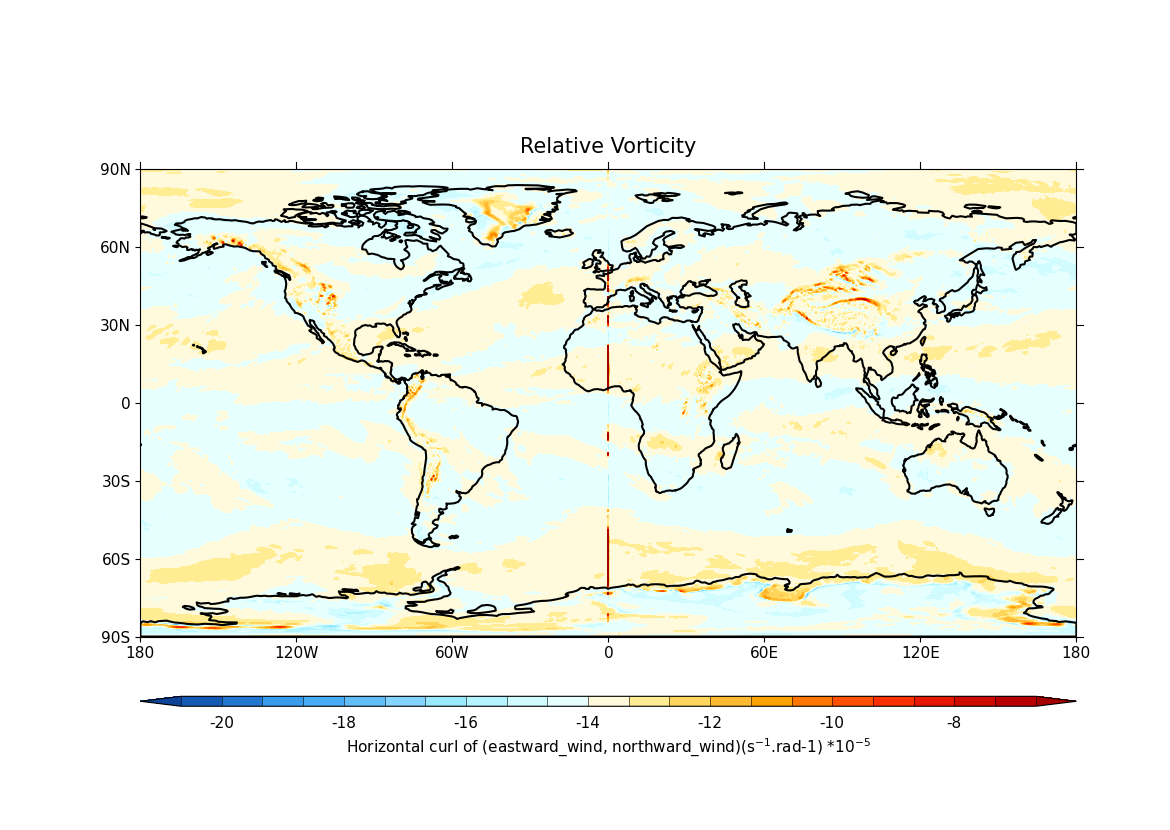 Relative Vorticity
90N
60N
30N
0
30S
60S
90S
180 120W 60W 0 60E 120E 180
-20 -18 -16 -14 -12 -10 -8
Horizontal curl of (eastward_wind, northward_wind)(s⁻¹.rad-1) *10⁻⁵